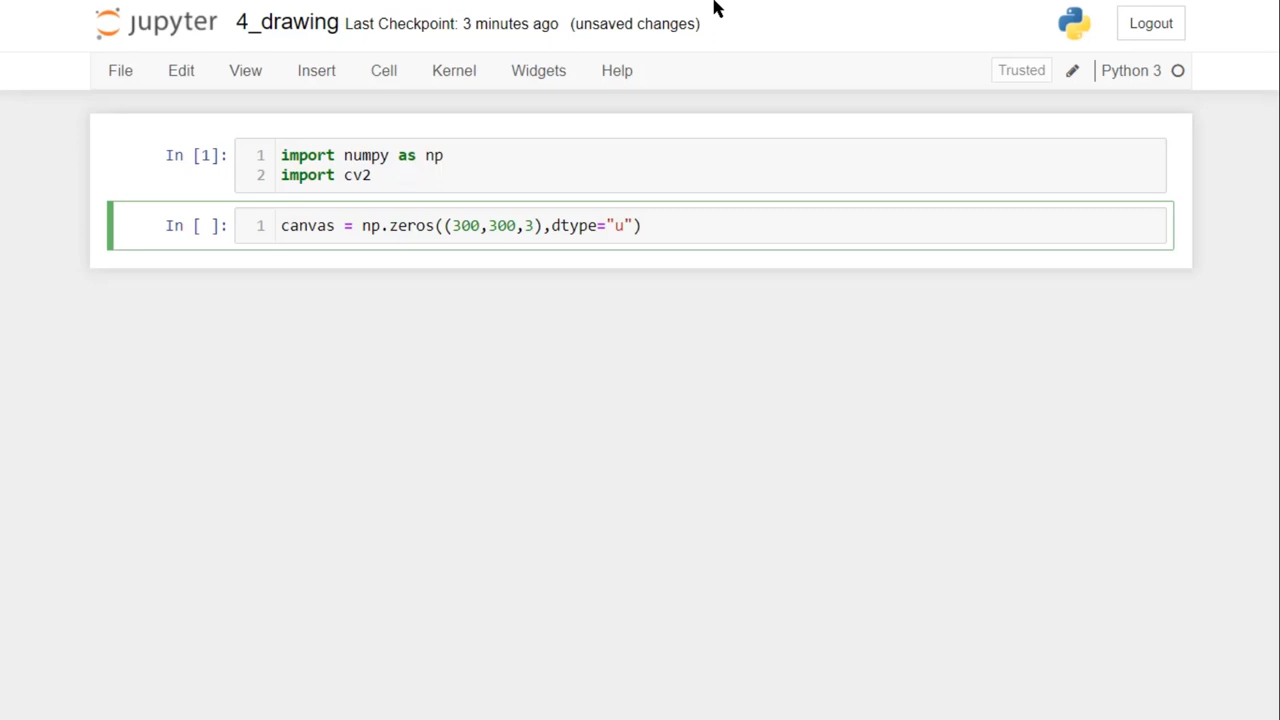 jupyter 4_drawing Last Checkpoint: 3 minutes ago (unsaved changes) Logout
File Edit View Insert Cell Kernel Widgets Help Trusted Python 3
In [1]: 1 import numpy as np
2 import cv2
In [ ]: 1 canvas = np.zeros((300,300,3),dtype="u")